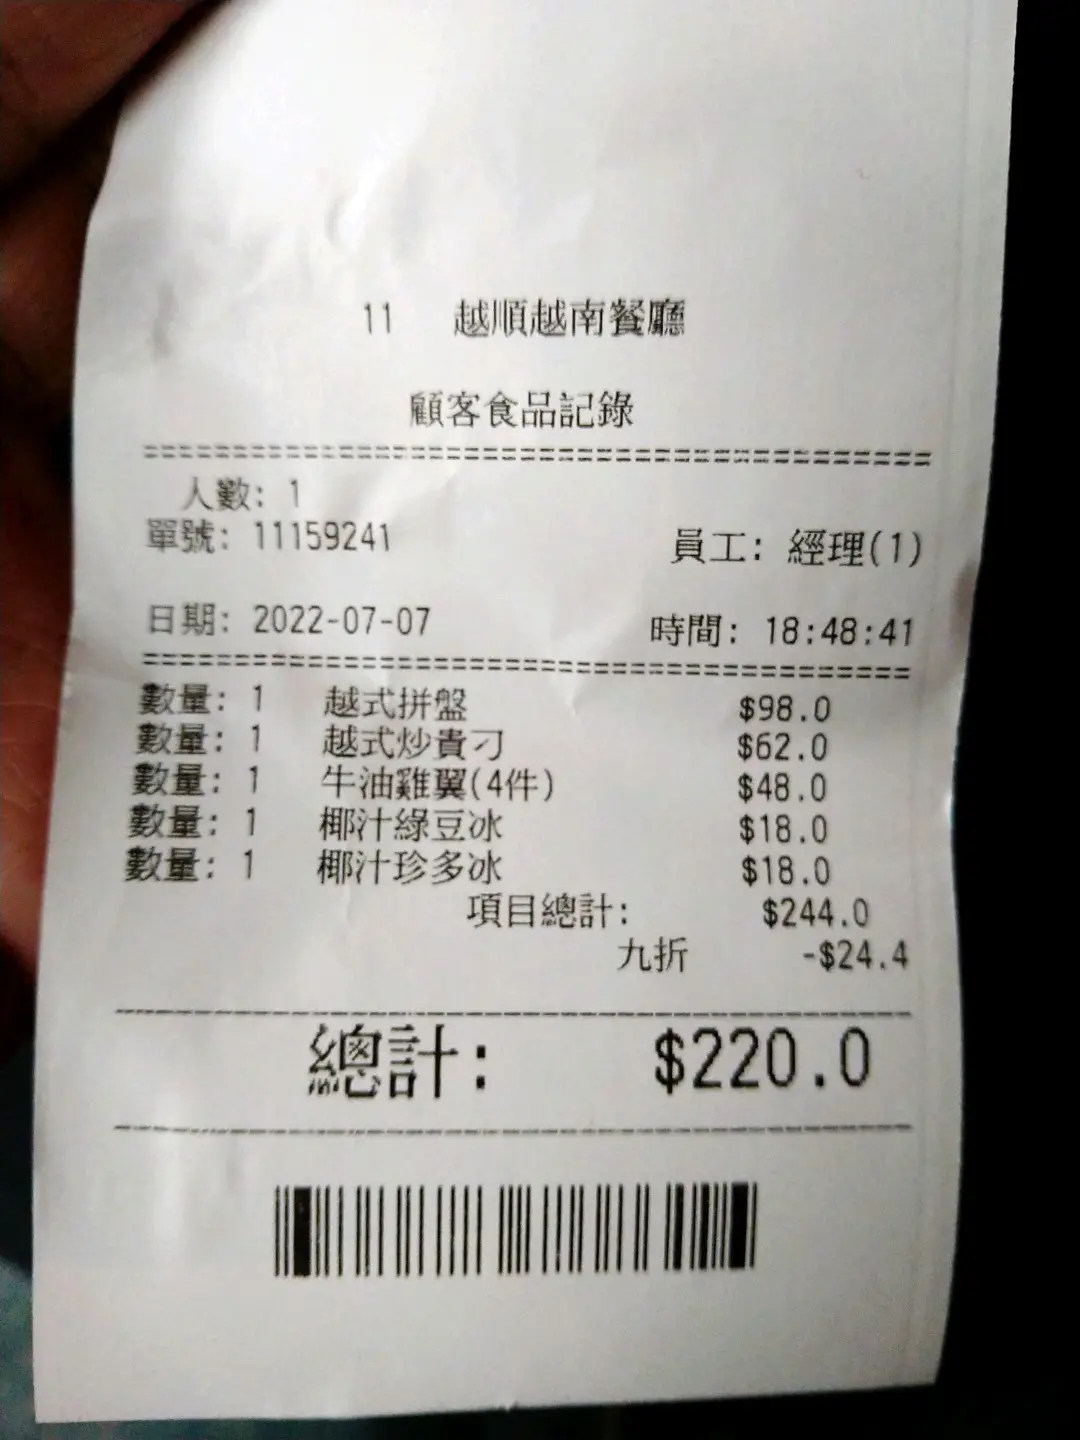 11 越順越南餐廳
顧客食品記錄
人數: 1
單號: 11159241 員工: 經理(1)
日期: 2022-07-07 時間: 18:48:41
數量: 1 越式拼盤 $98.0
數量: 1 越式炒貴刁 $62.0
數量: 1 牛油雞翼(4件) $48.0
數量: 1 椰汁綠豆冰 $18.0
數量: 1 椰汁珍多冰 $18.0
項目總計: $244.0
九折 -$24.4
總計: $220.0